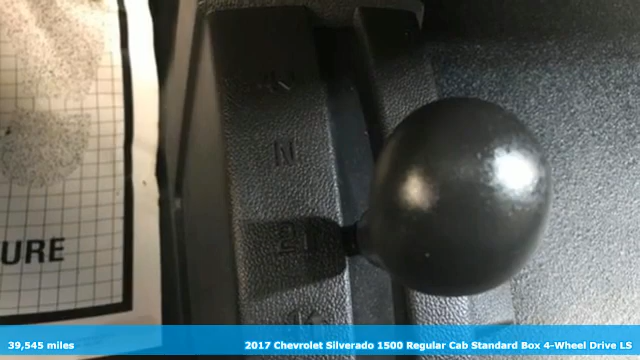 N
URE
39,545 miles
2017 Chevrolet Silverado 1500 Regular Cab Standard Box 4-Wheel Drive LS